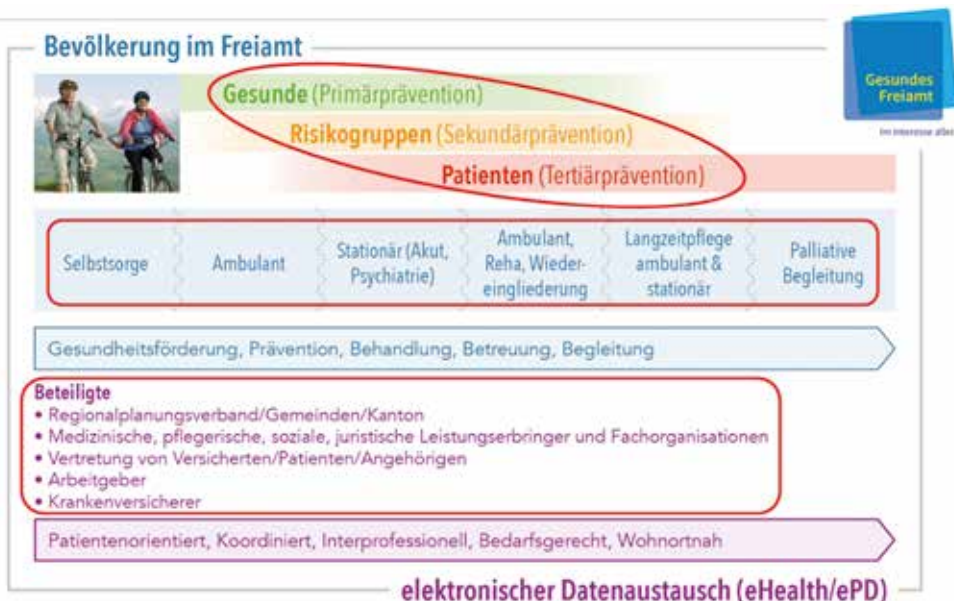 Bevölkerung im Freiamt
Gesundes
Freiamt
Im Interesse aller
Gesunde (Primärprävention)
Risikogruppen (Sekundärprävention)
Patienten (Tertiärprävention)
Selbstsorge
Ambulant
Stationär (Akut,
Psychiatrie)
Ambulant,
Reha, Wieder-
eingliederung
Langzeitpflege
ambulant &
stationär
Palliative
Begleitung
Gesundheitsförderung, Prävention, Behandlung, Betreuung, Begleitung
Beteiligte
• Regionalplanungsverband/Gemeinden/Kanton
• Medizinische, pflegerische, soziale, juristische Leistungserbringer und Fachorganisationen
• Vertretung von Versicherten/Patienten/Angehörigen
• Arbeitgeber
• Krankenversicherer
Patientenorientiert, Koordiniert, Interprofessionell, Bedarfsgerecht, Wohnortnah
elektronischer Datenaustausch (eHealth/ePD)